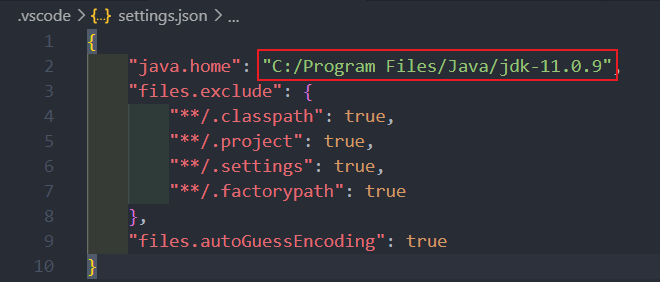 .vscode > {..} settings.json > ...
1 {
2 "java.home": "C:/Program Files/Java/jdk-11.0.9",
3 "files.exclude": {
4 "**/.classpath": true,
5 "**/.project": true,
6 "**/.settings": true,
7 "**/.factorypath": true
8 },
9 "files.autoGuessEncoding": true
10 }